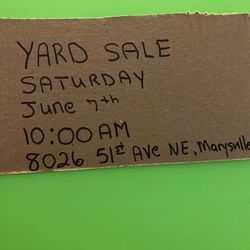 YARD SALE
SATURDAY
June 7th
10:00 AM
8026 51st Ave NE, Marysville